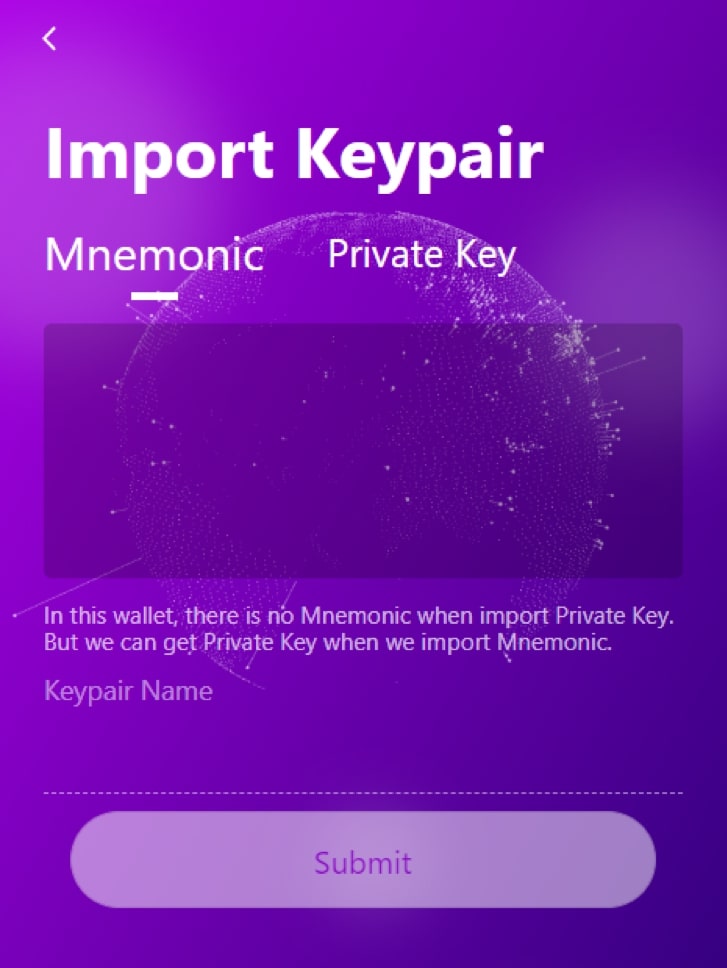 Import Keypair
Mnemonic Private Key
In this wallet, there is no Mnemonic when import Private Key.
But we can get Private Key when we import Mnemonic.
Keypair Name
Submit